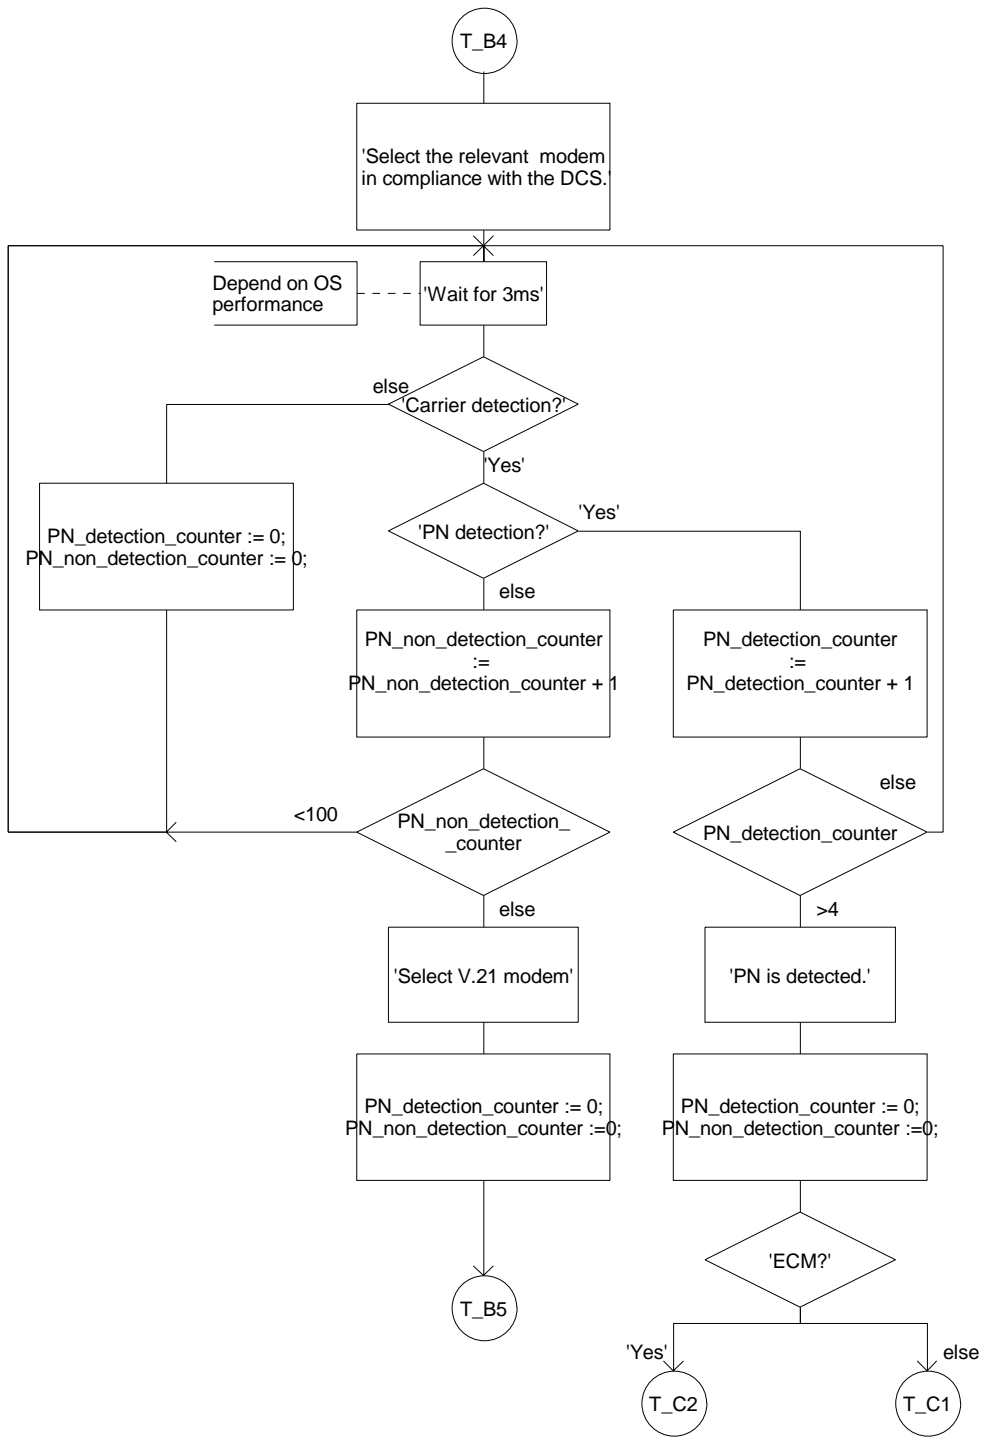 T_B4
'Select the relevant modem
in compliance with the DCS.'
Depend on OS
performance
'Wait for 3ms'
else
'Carrier detection?'
'Yes'
'PN detection?'
'Yes'
else
PN_detection_counter := 0;
PN_non_detection_counter := 0;
PN_non_detection_counter
:=
PN_non_detection_counter + 1
PN_detection_counter
:=
PN_detection_counter + 1
<100
PN_non_detection_
_counter
else
PN_detection_counter
else
>4
'Select V.21 modem'
'PN is detected.'
PN_detection_counter := 0;
PN_non_detection_counter :=0;
PN_detection_counter := 0;
PN_non_detection_counter :=0;
'ECM?'
T_B5
'Yes'
else
T_C2
T_C1